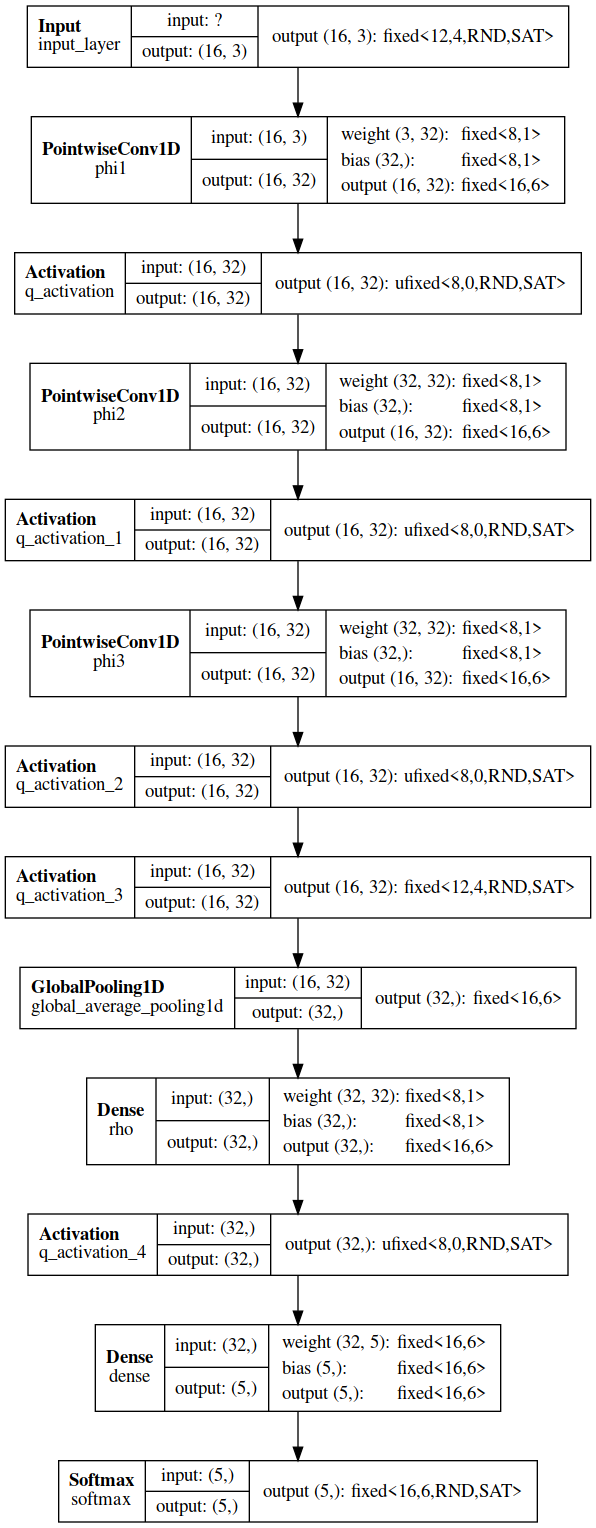 Input
input_layer
input: ?
output: (16, 3)
output (16, 3): fixed<12,4,RND,SAT>
PointwiseConv1D
phi1
input: (16, 3)
output: (16, 32)
weight (3, 32): fixed<8,1>
bias (32,): fixed<8,1>
output (16, 32): fixed<16,6>
Activation
q_activation
input: (16, 32)
output: (16, 32)
output (16, 32): ufixed<8,0,RND,SAT>
PointwiseConv1D
phi2
input: (16, 32)
output: (16, 32)
weight (32, 32): fixed<8,1>
bias (32,): fixed<8,1>
output (16, 32): fixed<16,6>
Activation
q_activation_1
input: (16, 32)
output: (16, 32)
output (16, 32): ufixed<8,0,RND,SAT>
PointwiseConv1D
phi3
input: (16, 32)
output: (16, 32)
weight (32, 32): fixed<8,1>
bias (32,): fixed<8,1>
output (16, 32): fixed<16,6>
Activation
q_activation_2
input: (16, 32)
output: (16, 32)
output (16, 32): ufixed<8,0,RND,SAT>
Activation
q_activation_3
input: (16, 32)
output: (16, 32)
output (16, 32): fixed<12,4,RND,SAT>
GlobalPooling1D
global_average_pooling1d
input: (16, 32)
output: (32,)
output (32,): fixed<16,6>
Dense
rho
input: (32,)
output: (32,)
weight (32, 32): fixed<8,1>
bias (32,): fixed<8,1>
output (32,): fixed<16,6>
Activation
q_activation_4
input: (32,)
output: (32,)
output (32,): ufixed<8,0,RND,SAT>
Dense
dense
input: (32,)
output: (5,)
weight (32, 5): fixed<16,6>
bias (5,): fixed<16,6>
output (5,): fixed<16,6>
Softmax
softmax
input: (5,)
output: (5,)
output (5,): fixed<16,6,RND,SAT>